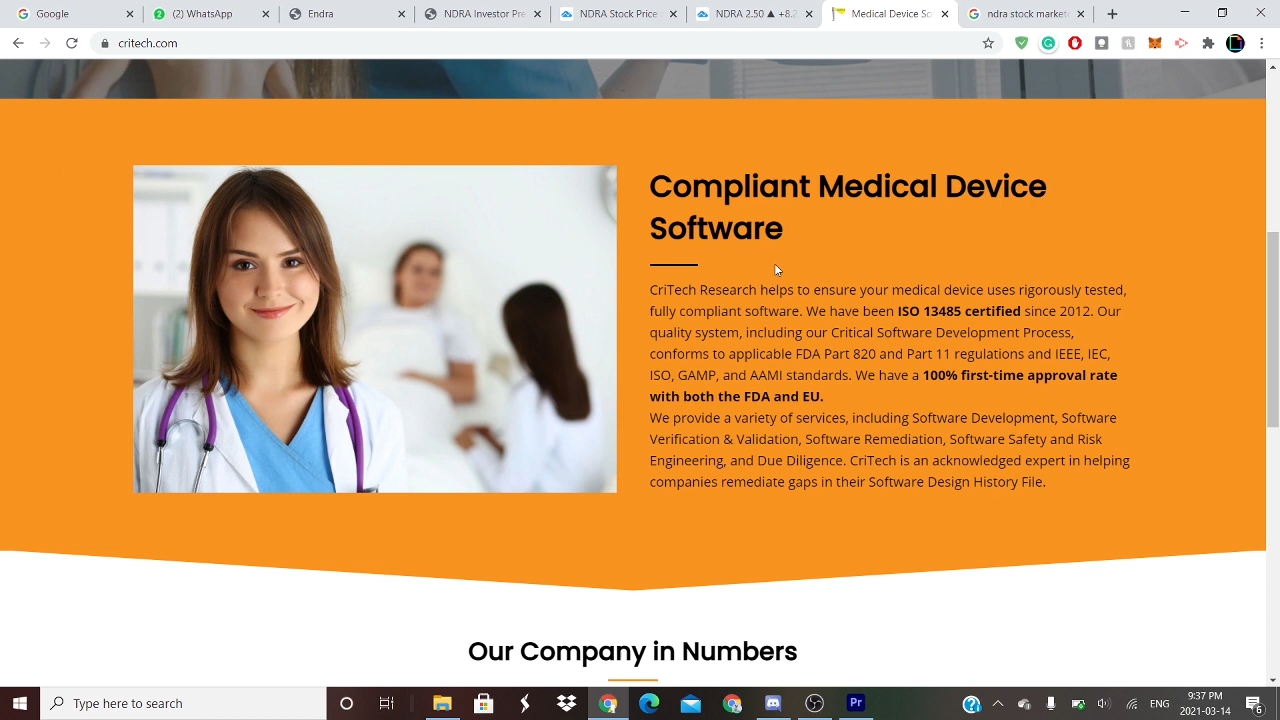 Google
(2) WhatsApp
Endra
NDRA Investor Pre
NDRA Stock Price
NDRA 2.50 ▲ +8.2
Medical Device So
ndra stock market
critech.com
Compliant Medical Device
Software
CriTech Research helps to ensure your medical device uses rigorously tested,
fully compliant software. We have been ISO 13485 certified since 2012. Our
quality system, including our Critical Software Development Process,
conforms to applicable FDA Part 820 and Part 11 regulations and IEEE, IEC,
ISO, GAMP, and AAMI standards. We have a 100% first-time approval rate
with both the FDA and EU.
We provide a variety of services, including Software Development, Software
Verification & Validation, Software Remediation, Software Safety and Risk
Engineering, and Due Diligence. CriTech is an acknowledged expert in helping
companies remediate gaps in their Software Design History File.
Our Company in Numbers
Type here to search
Pr
ENG
9:37 PM
2021-03-14
6